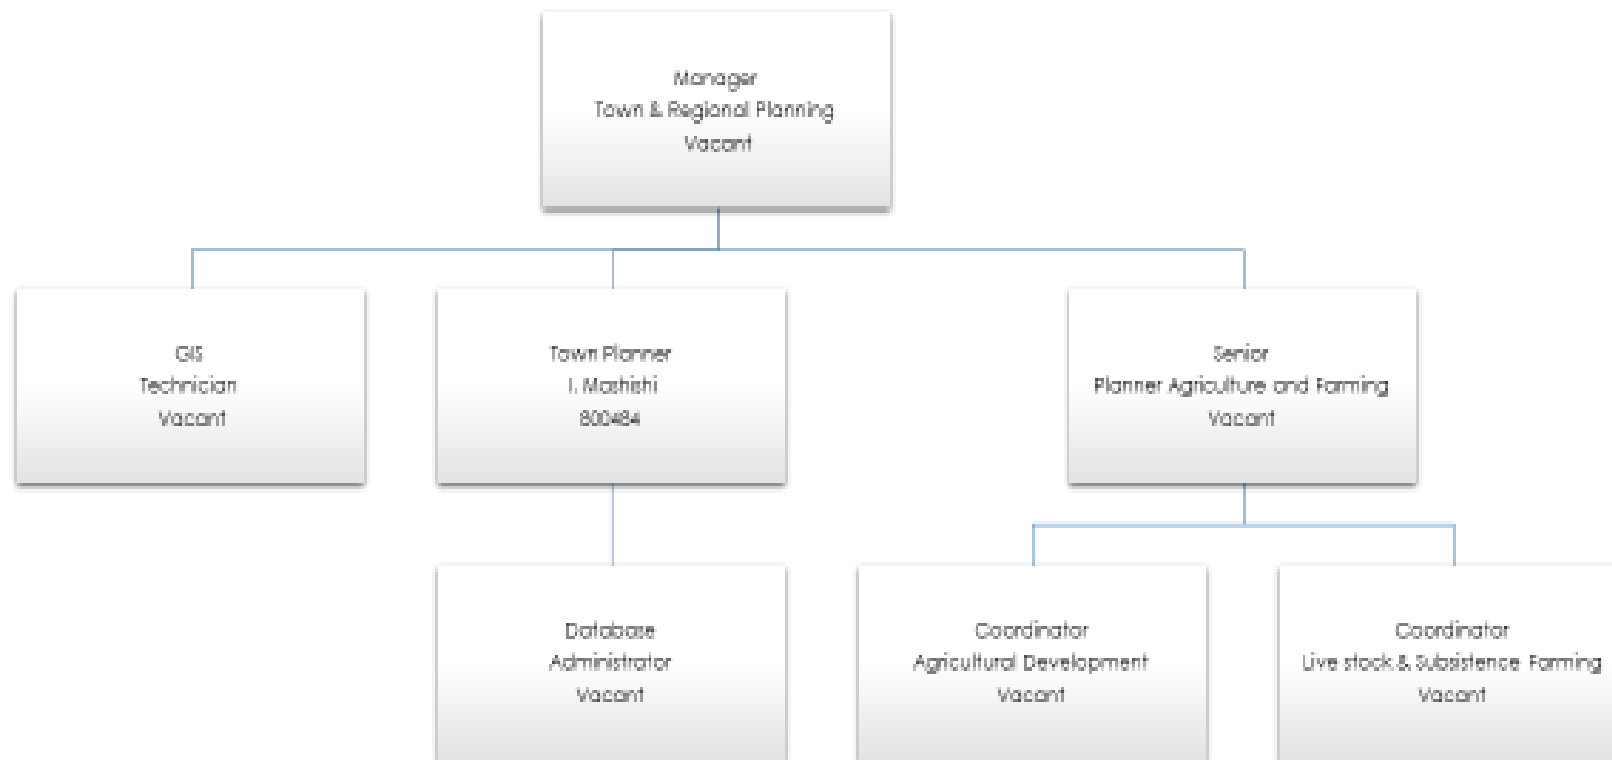 Manager
Town & Regional Planning
Vacant
GIS
Technician
Vacant
Town Planner
I. Mashishi
800484
Senior
Planner Agriculture and Farming
Vacant
Database
Administrator
Vacant
Coordinator
Agricultural Development
Vacant
Coordinator
Live stock & Subsistence Farming
Vacant